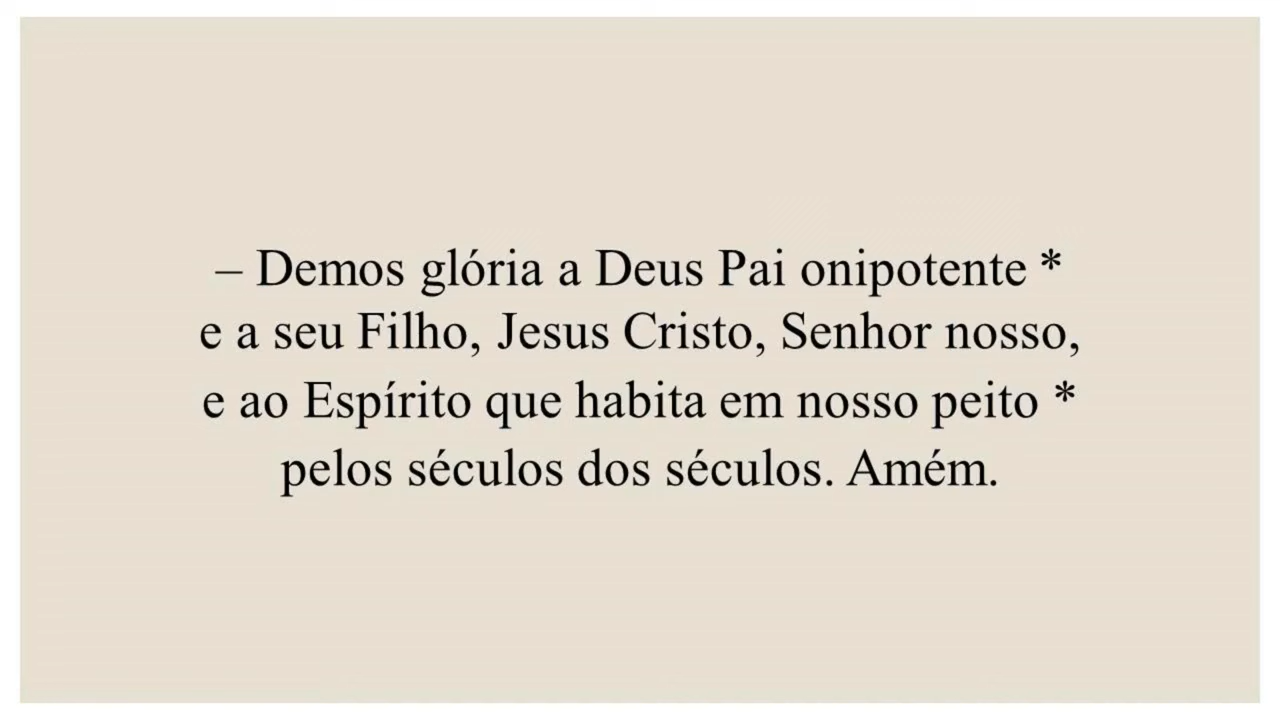 – Demos glória a Deus Pai onipotente *
e a seu Filho, Jesus Cristo, Senhor nosso,
e ao Espírito que habita em nosso peito *
pelos séculos dos séculos. Amém.